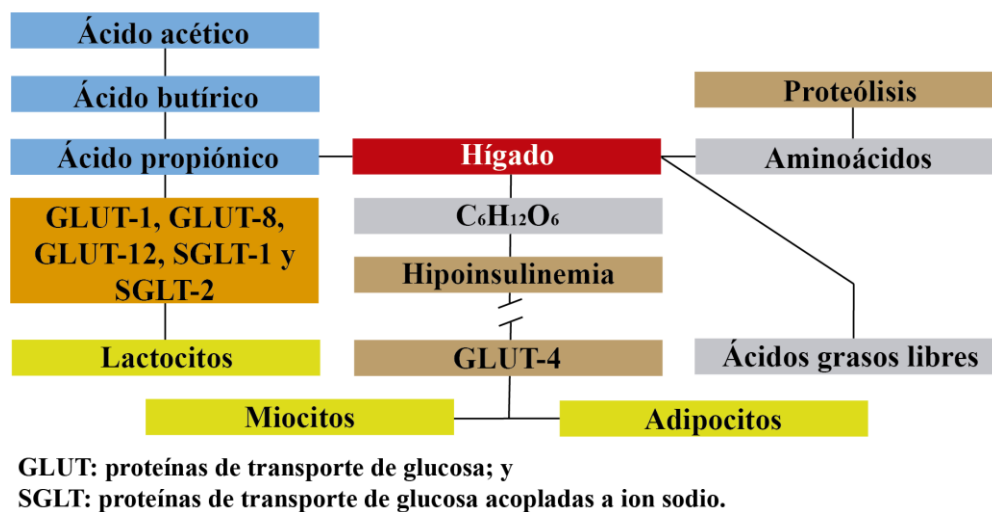 Ácido acético
Ácido butírico
Ácido propiónico
GLUT-1, GLUT-8,
GLUT-12, SGLT-1 y
SGLT-2
Lactocitos
Hígado
C₆H₁₂O₆
Hipoinsulinemia
GLUT-4
Miocitos
Adipocitos
Proteólisis
Aminoácidos
Ácidos grasos libres
GLUT: proteínas de transporte de glucosa; y
SGLT: proteínas de transporte de glucosa acopladas a ion sodio.